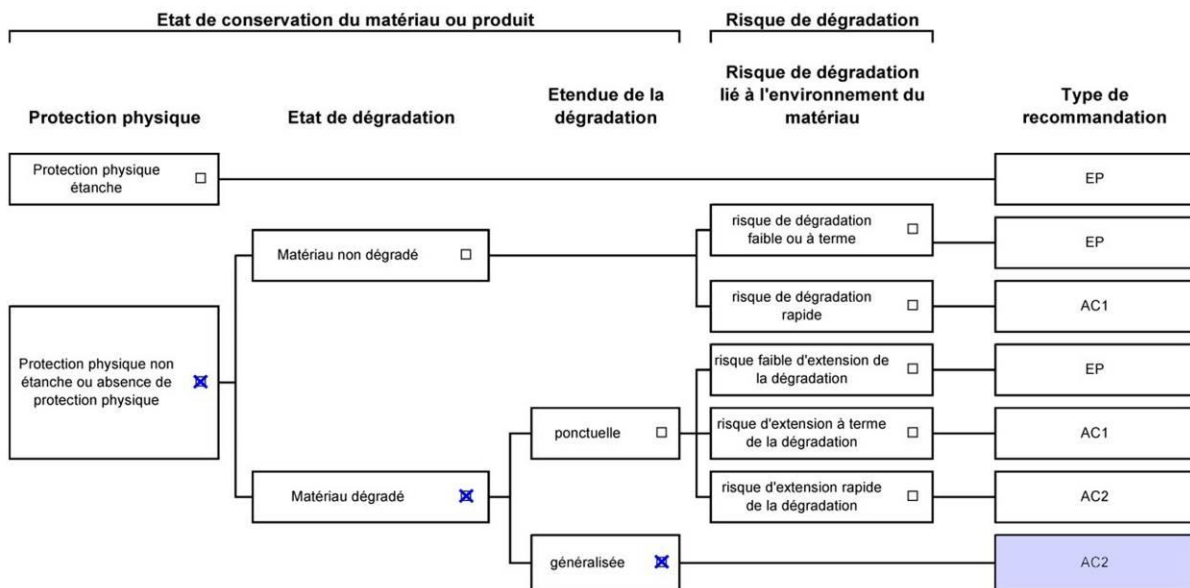 Etat de conservation du matériau ou produit
Risque de dégradation
Protection physique
Etat de dégradation
Etendue de la
dégradation
Risque de dégradation
lié à l'environnement du
matériau
Type de
recommandation
Protection physique
étanche
EP
risque de dégradation
faible ou à terme
EP
Matériau non dégradé
risque de dégradation
rapide
AC1
Protection physique non
étanche ou absence de
protection physique
risque faible d'extension de
la dégradation
EP
ponctuelle
risque d'extension à terme
de la dégradation
AC1
Matériau dégradé
risque d'extension rapide
de la dégradation
AC2
généralisée
AC2